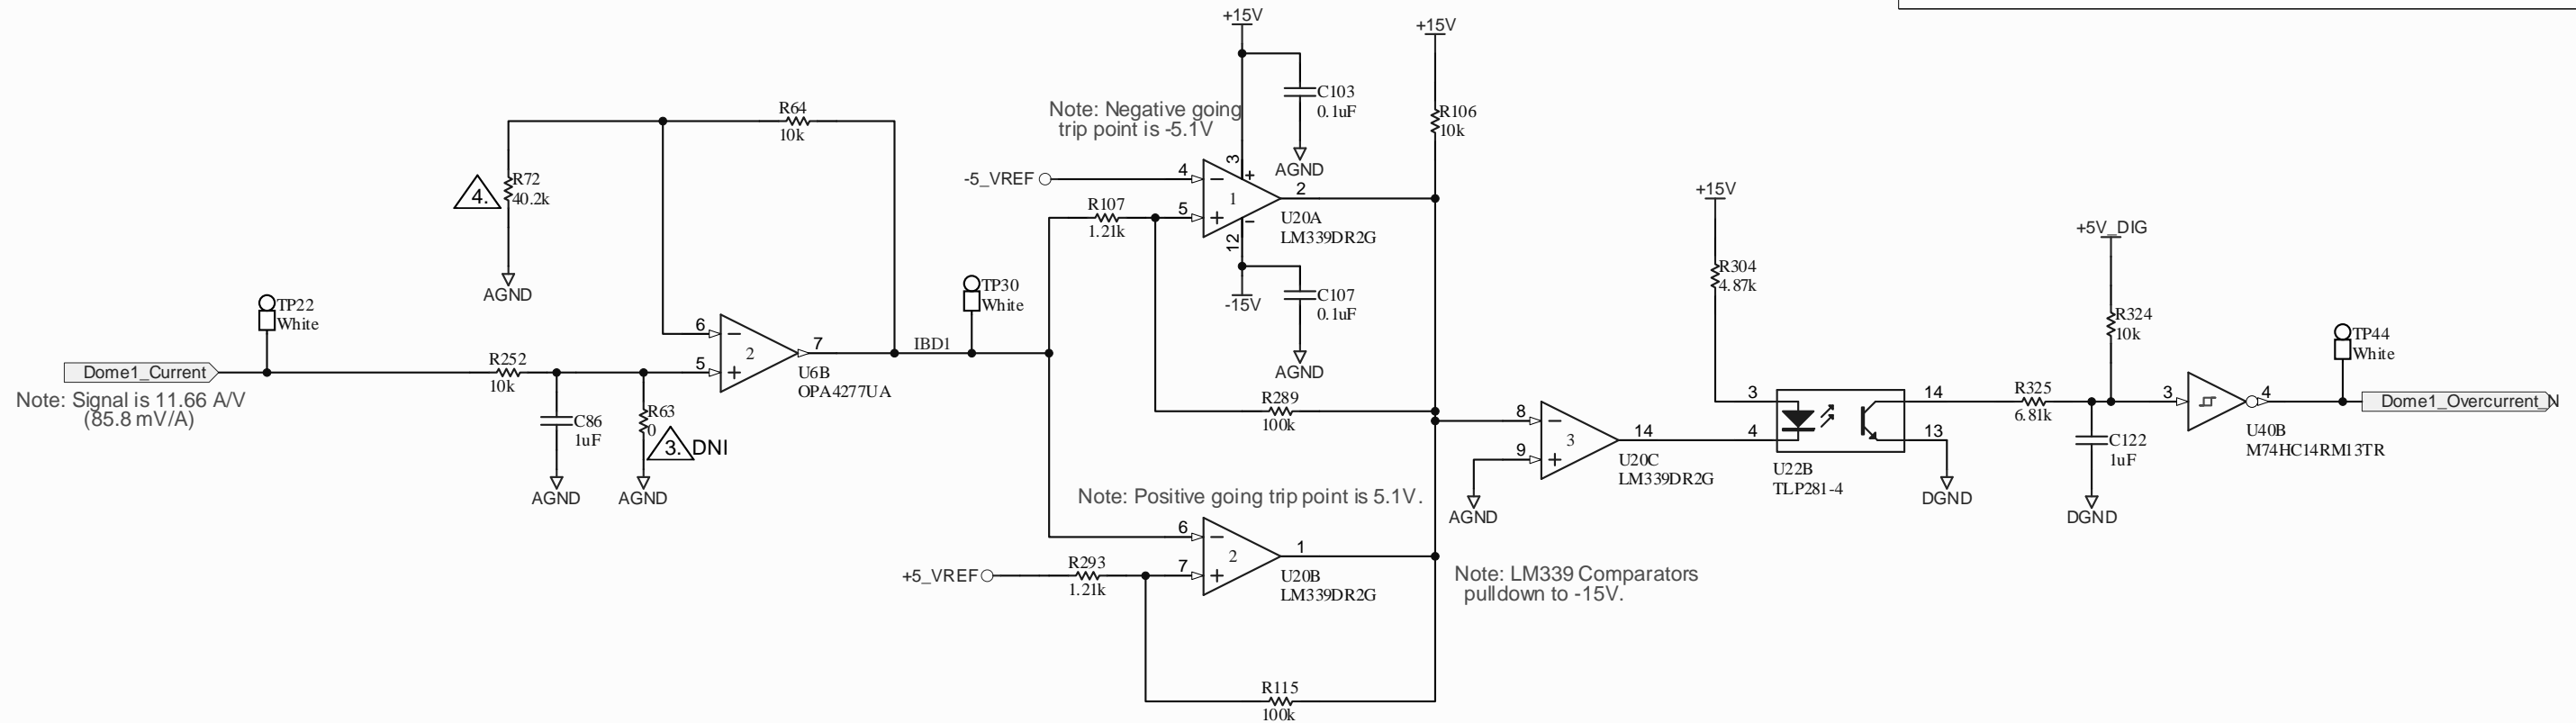 +15V
+15V
C103
0.1uF
AGND
R106
10k
Note: Negative going
trip point is -5.1V
R64
10k
R72
40.2k
4.
AGND
-5_VREF
4
3
+
−
5
+
1
2
12
−
U20A
LM339DR2G
R107
1.21k
-15V
C107
0.1uF
AGND
TP22
White
Dome1_Current
Note: Signal is 11.66 A/V
(85.8 mV/A)
R252
10k
C86
1uF
AGND
R63
0
3.
DNI
AGND
6
−
5
+
2
7
U6B
OPA4277UA
IBD1
TP30
White
R289
100k
Note: Positive going trip point is 5.1V.
+5_VREF
R293
1.21k
6
−
7
+
2
1
U20B
LM339DR2G
R115
100k
Note: LM339 Comparators
pulldown to -15V.
8
−
9
+
3
14
U20C
LM339DR2G
AGND
+15V
R304
4.87k
3
4
14
13
U22B
TLP281-4
DGND
R325
6.81k
+5V_DIG
R324
10k
C122
1uF
DGND
3
4
U40B
M74HC14RM13TR
TP44
White
Dome1_Overcurrent_N